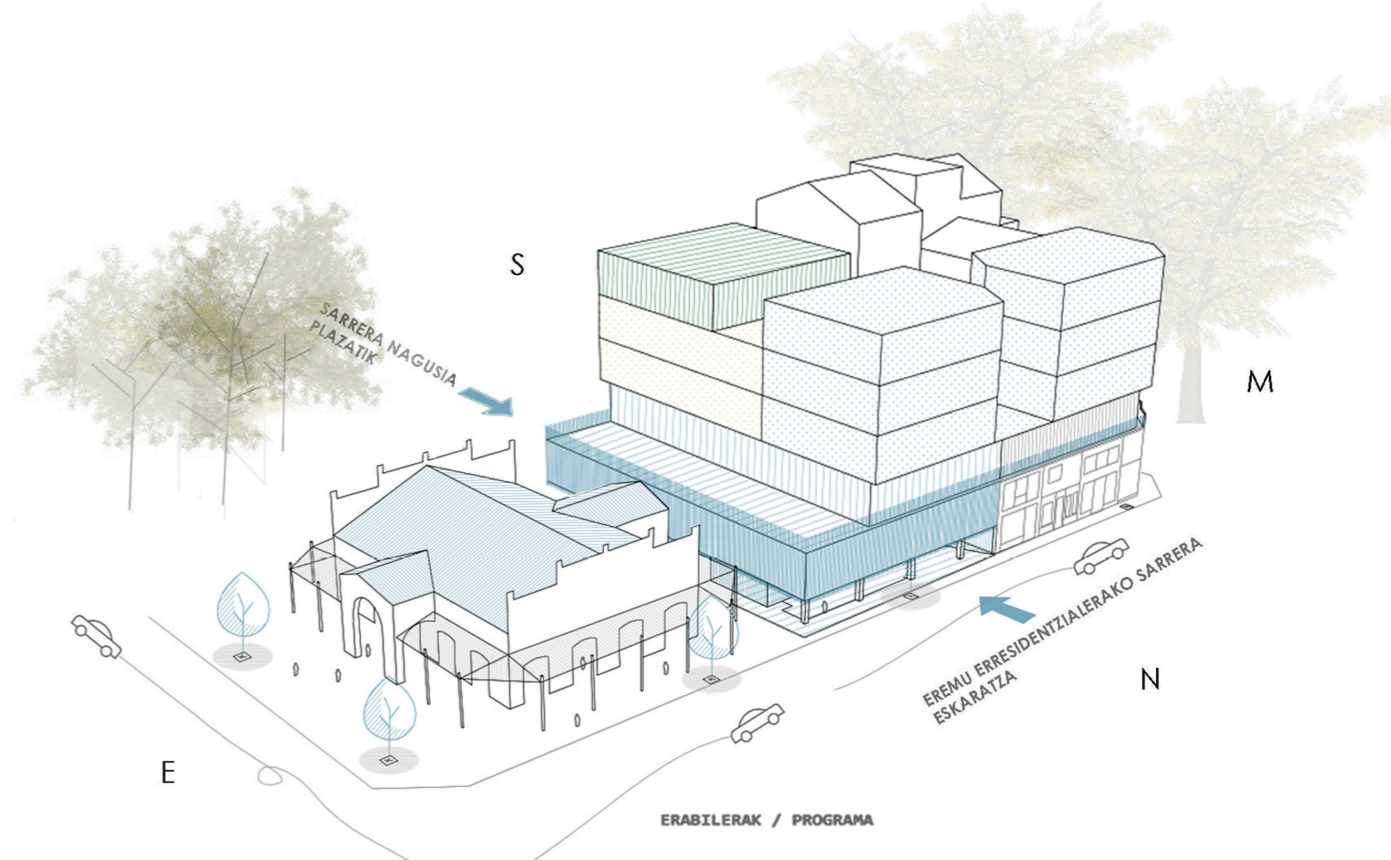 S
SARRERA NAGUSIA
PLAZATIK
M
EREMU ERRESIDENTZIALERAKO SARRERA
ESKARATZA
N
E
ERABILERAK / PROGRAMA